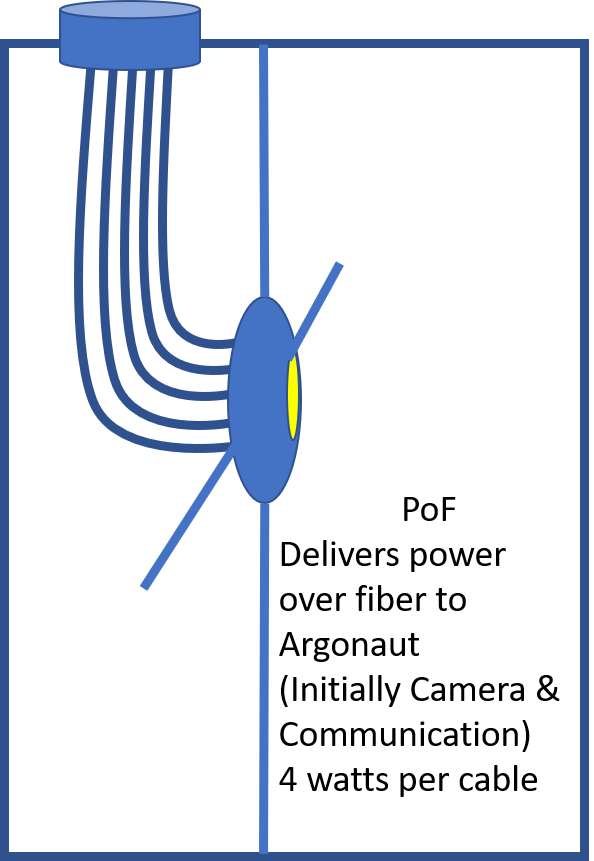 PoF
Delivers power
over fiber to
Argonaut
(Initially Camera &
Communication)
4 watts per cable